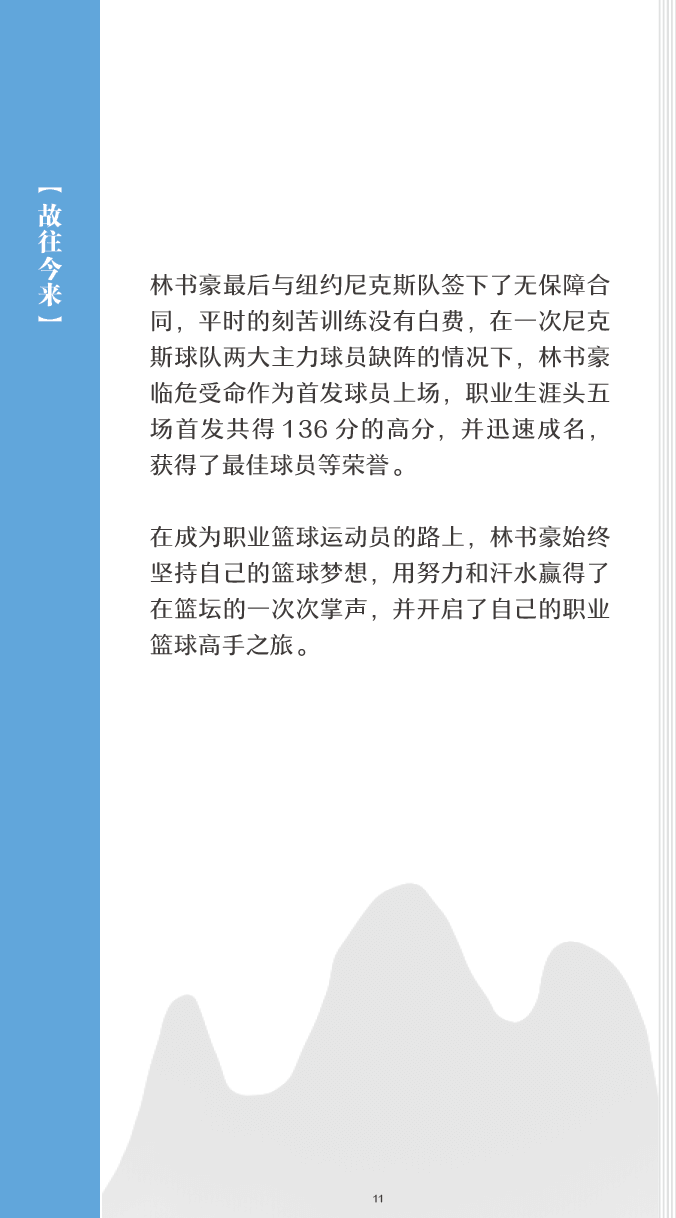 【故往今来】
林书豪最后与纽约尼克斯队签下了无保障合
同，平时的刻苦训练没有白费，在一次尼克
斯球队两大主力球员缺阵的情况下，林书豪
临危受命作为首发球员上场，职业生涯头五
场首发共得 136 分的高分，并迅速成名，
获得了最佳球员等荣誉。
在成为职业篮球运动员的路上，林书豪始终
坚持自己的篮球梦想，用努力和汗水赢得了
在篮坛的一次次掌声，并开启了自己的职业
篮球高手之旅。
11